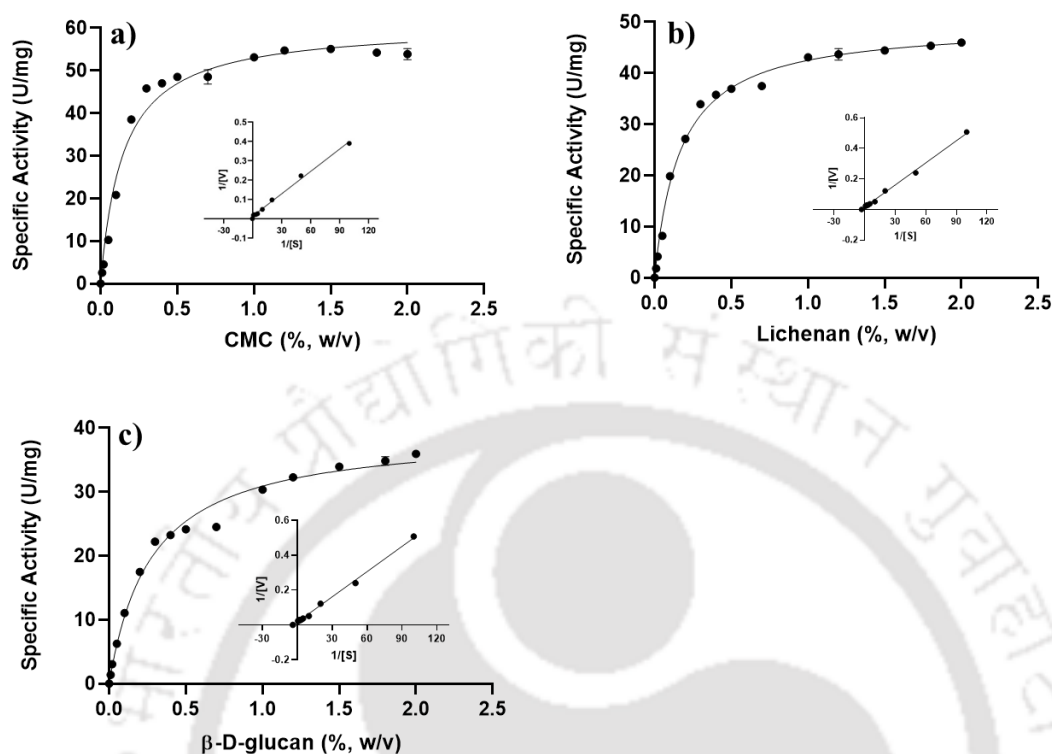 a)
Specific Activity (U/mg)
60
50
40
30
20
10
0
0.0 0.5 1.0 1.5 2.0 2.5
CMC (%, w/v)
1/[V]
0.5
0.4
0.3
0.2
0.1
0.0
-0.1
-30 30 60 90 120
1/[S]
b)
Specific Activity (U/mg)
50
40
30
20
10
0
0.0 0.5 1.0 1.5 2.0 2.5
Lichenan (%, w/v)
1/[V]
0.6
0.4
0.2
-0.2
-30 30 60 90 120
1/[S]
c)
Specific Activity (U/mg)
40
30
20
10
0
0.0 0.5 1.0 1.5 2.0 2.5
β-D-glucan (%, w/v)
1/[V]
0.6
0.4
0.2
-0.2
-30 30 60 90 120
1/[S]
भारतीय प्रौद्योगिकी संस्थान गुवाहाटी